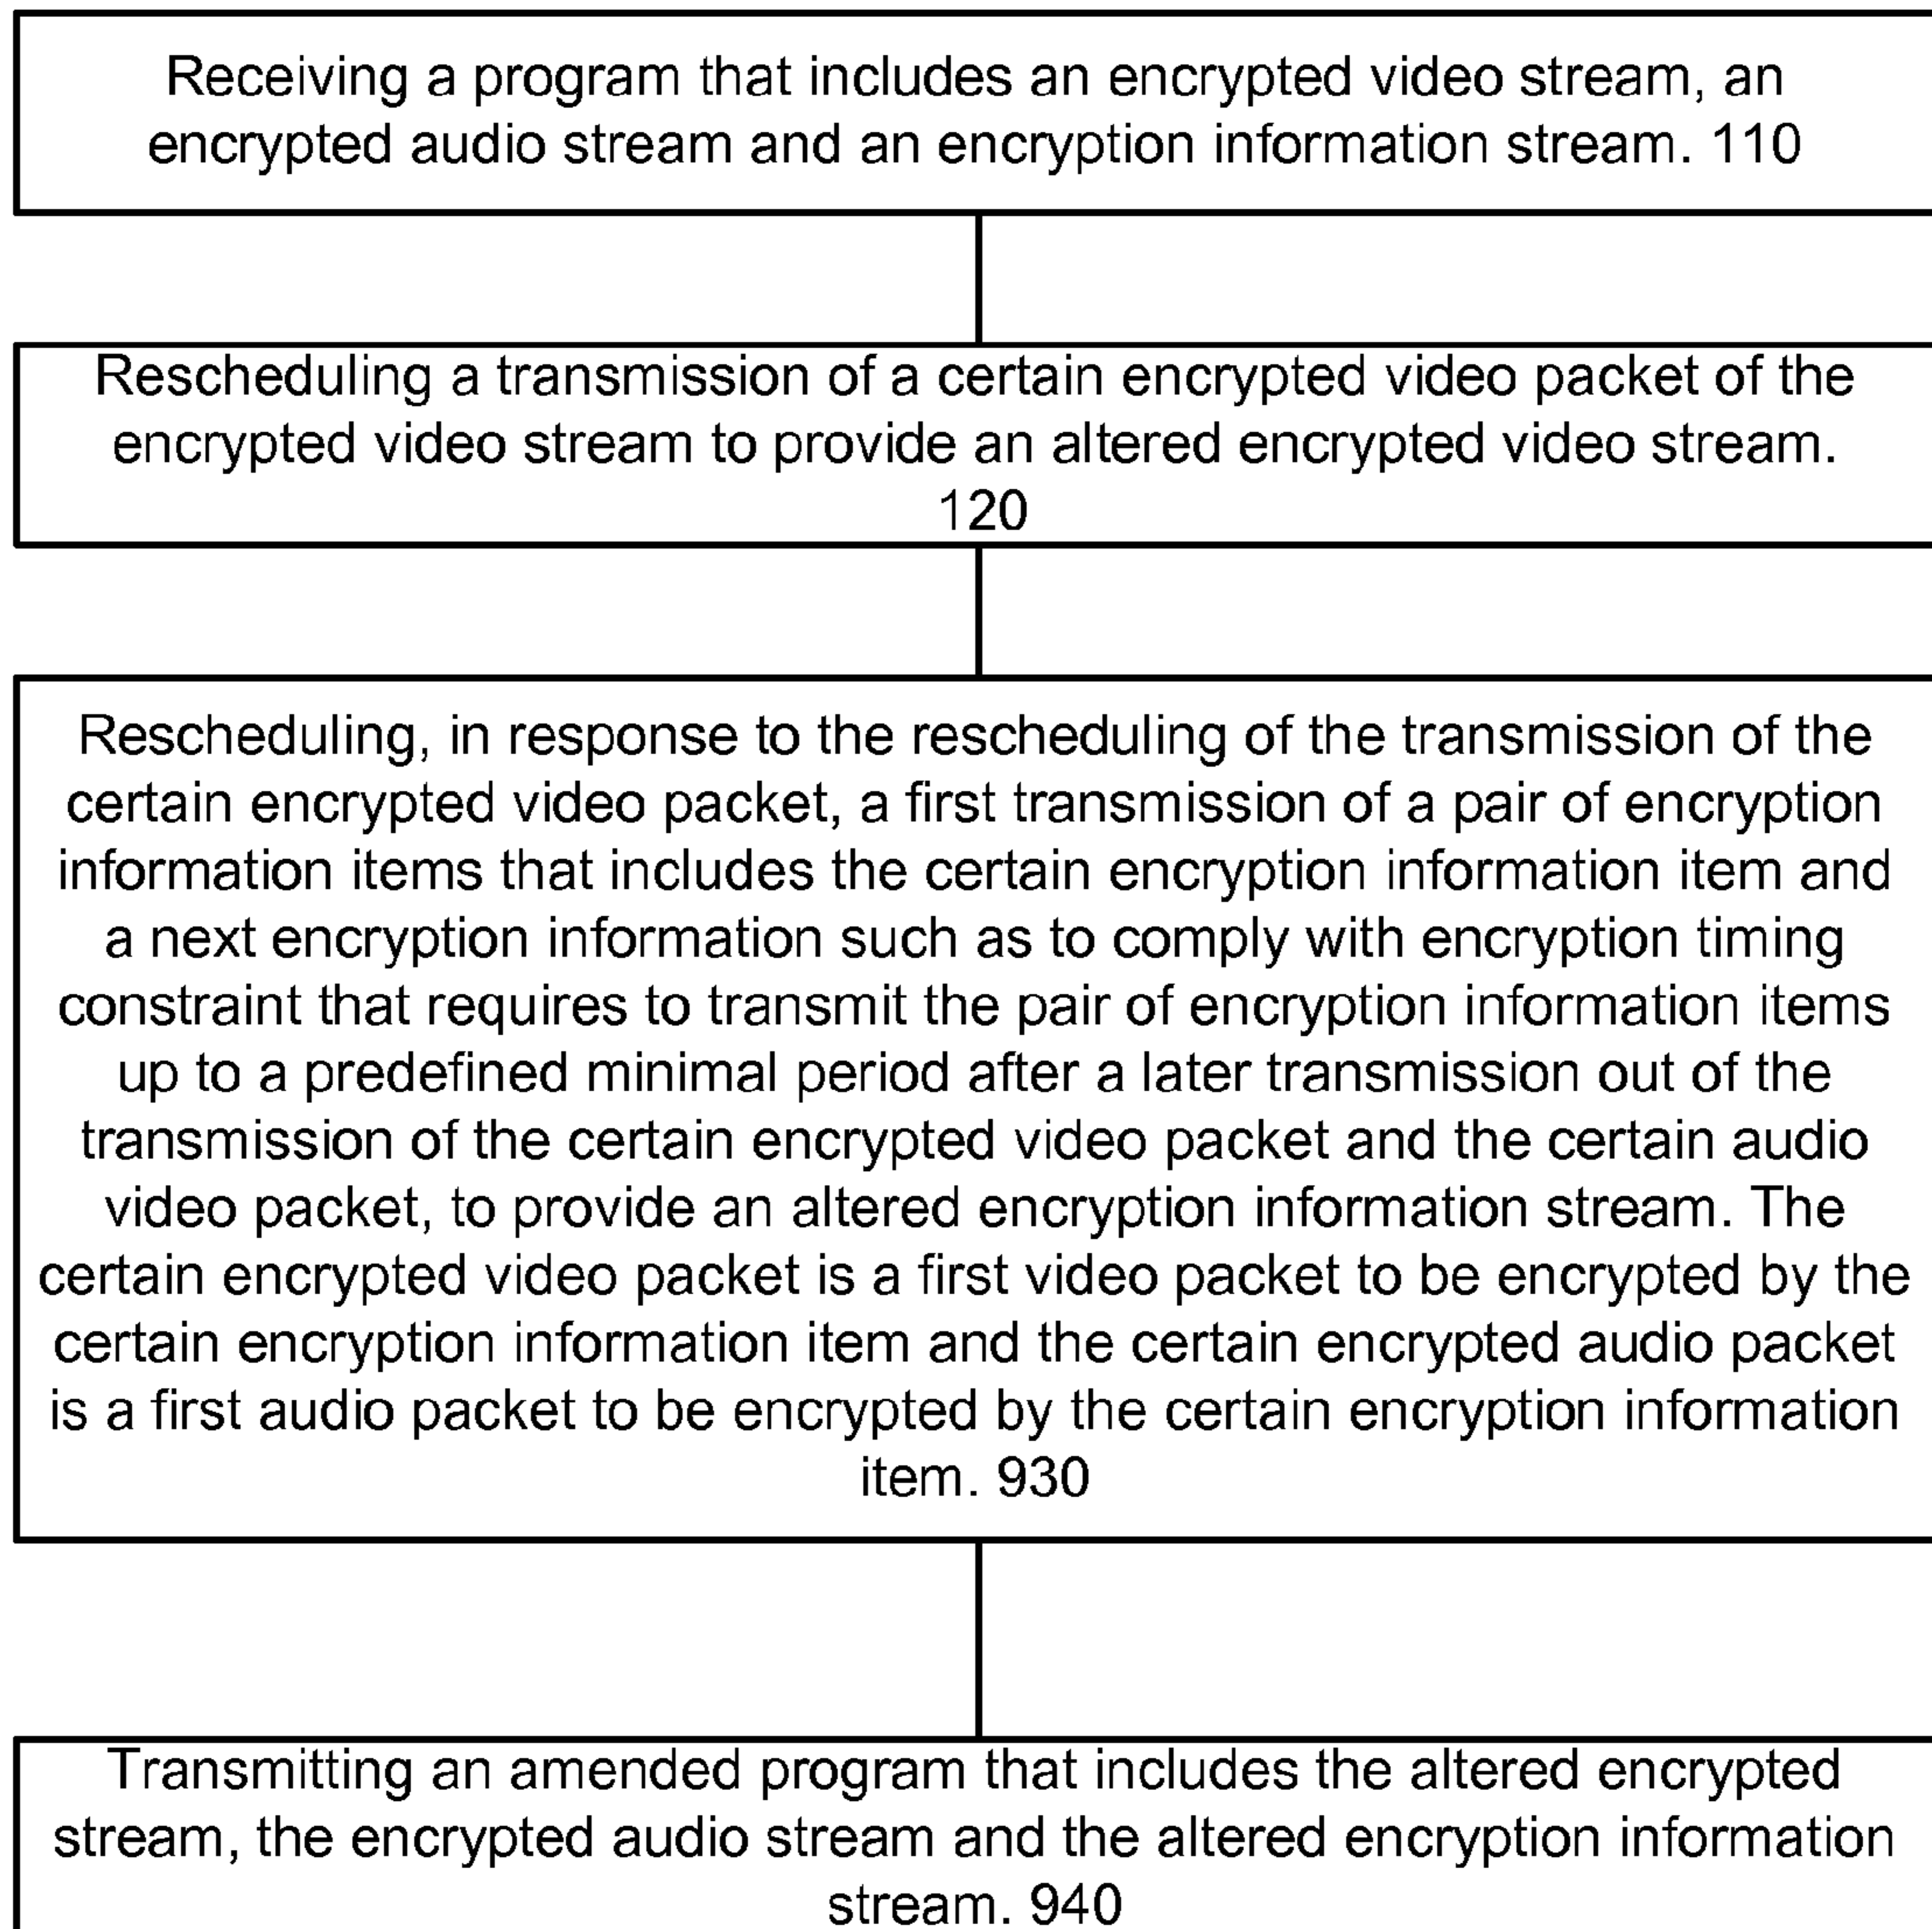 Receiving a program that includes an encrypted video stream, an
encrypted audio stream and an encryption information stream. 110
Rescheduling a transmission of a certain encrypted video packet of the
encrypted video stream to provide an altered encrypted video stream.
120
Rescheduling, in response to the rescheduling of the transmission of the
certain encrypted video packet, a first transmission of a pair of encryption
information items that includes the certain encryption information item and
a next encryption information such as to comply with encryption timing
constraint that requires to transmit the pair of encryption information items
up to a predefined minimal period after a later transmission out of the
transmission of the certain encrypted video packet and the certain audio
video packet, to provide an altered encryption information stream. The
certain encrypted video packet is a first video packet to be encrypted by the
certain encryption information item and the certain encrypted audio packet
is a first audio packet to be encrypted by the certain encryption information
item. 930
Transmitting an amended program that includes the altered encrypted
stream, the encrypted audio stream and the altered encryption information
stream. 940